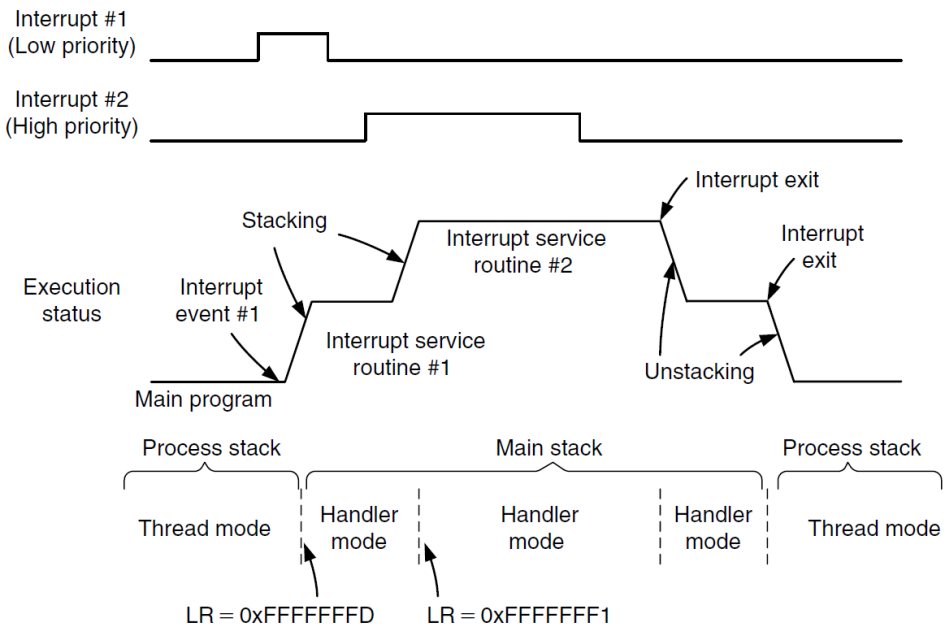 Interrupt #1
(Low priority)
Interrupt #2
(High priority)
Interrupt exit
Stacking
Interrupt service
routine #2
Interrupt
exit
Execution
status
Interrupt
event #1
Interrupt service
routine #1
Unstacking
Main program
Process stack
Main stack
Process stack
Thread mode
Handler
mode
Handler
mode
Handler
mode
Thread mode
LR = 0xFFFFFFFD
LR = 0xFFFFFFF1